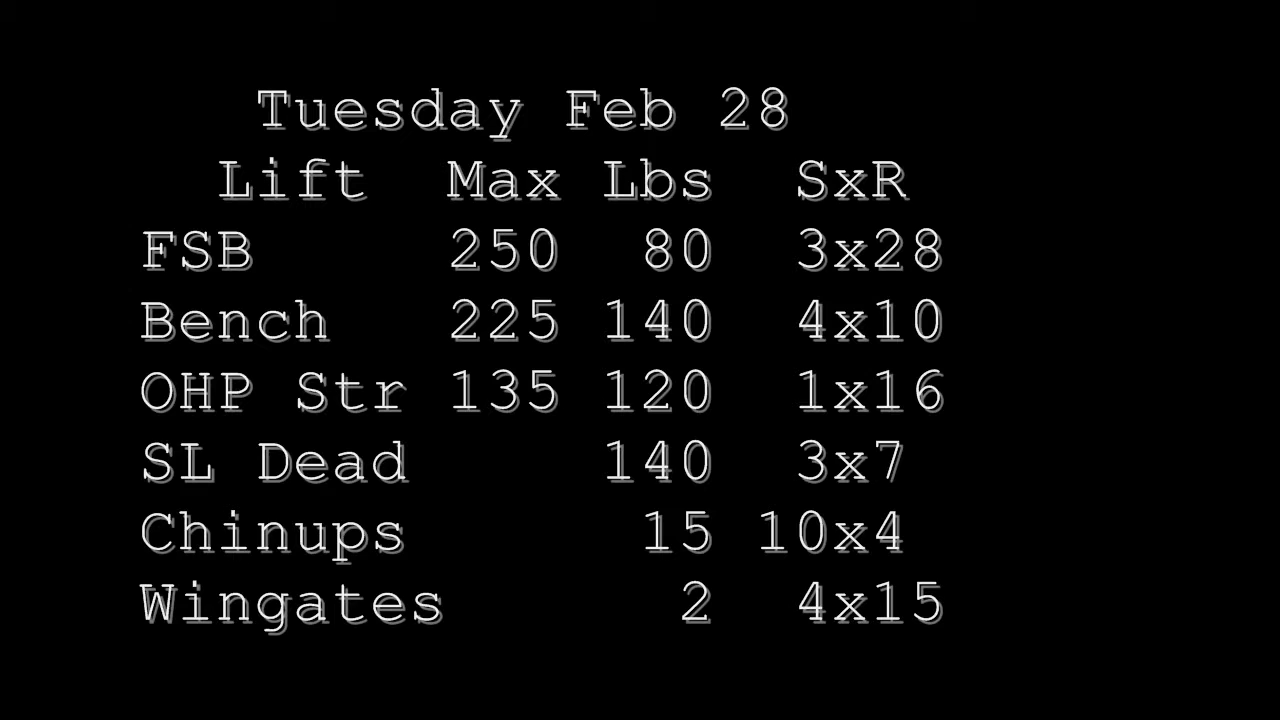 Tuesday Feb 28
Lift Max Lbs SxR
FSB 250 80 3x28
Bench 225 140 4x10
OHP Str 135 120 1x16
SL Dead 140 3x7
Chinups 15 10x4
Wingates 2 4x15